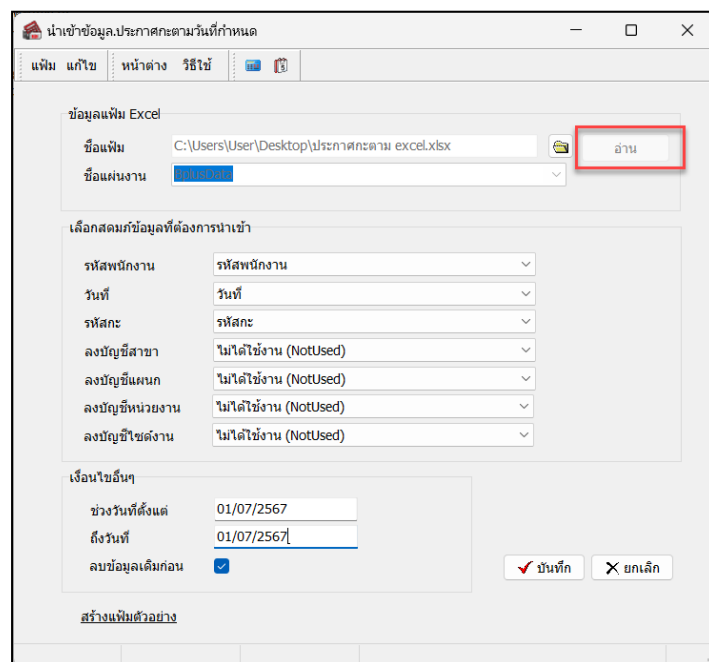 นำเข้าข้อมูล.ประกาศกะตามวันที่กำหนด
แฟ้ม แก้ไข หน้าต่าง วิธีใช้
ข้อมูลแฟ้ม Excel
ชื่อแฟ้ม C:\Users\User\Desktop\ประกาศกะตาม excel.xlsx อ่าน
ชื่อแผ่นงาน BplusData
เลือกสดมภ์ข้อมูลที่ต้องการนำเข้า
รหัสพนักงาน รหัสพนักงาน
วันที่ วันที่
รหัสกะ รหัสกะ
ลงบัญชีสาขา ไม่ได้ใช้งาน (NotUsed)
ลงบัญชีแผนก ไม่ได้ใช้งาน (NotUsed)
ลงบัญชีหน่วยงาน ไม่ได้ใช้งาน (NotUsed)
ลงบัญชีไซต์งาน ไม่ได้ใช้งาน (NotUsed)
เงื่อนไขอื่นๆ
ช่วงวันที่ตั้งแต่ 01/07/2567
ถึงวันที่ 01/07/2567
ลบข้อมูลเดิมก่อน บันทึก ยกเลิก
สร้างแฟ้มตัวอย่าง